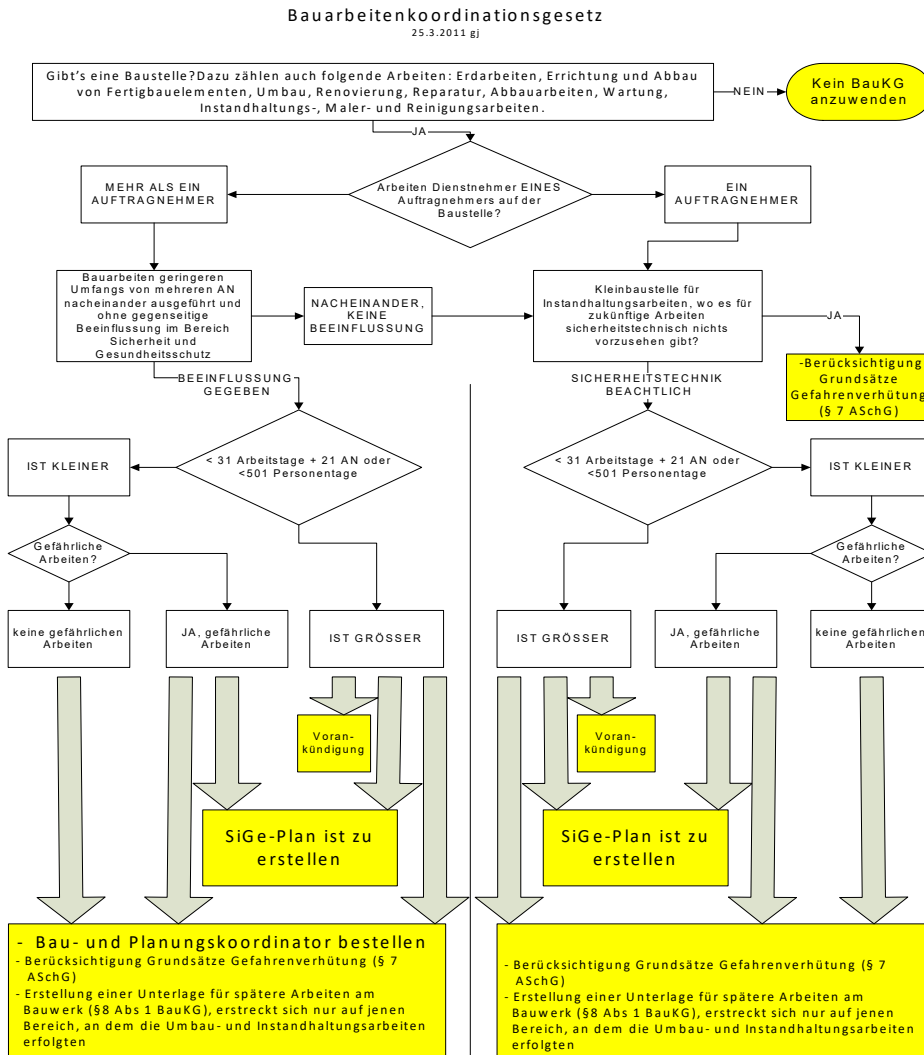 Bauarbeitenkoordinationsgesetz
25.3.2011 gj
Gibt's eine Baustelle?Dazu zählen auch folgende Arbeiten: Erdarbeiten, Errichtung und Abbau
von Fertigbauelementen, Umbau, Renovierung, Reparatur, Abbauarbeiten, Wartung,
Instandhaltungs-, Maler- und Reinigungsarbeiten.
NEIN
Kein BauKG
anzuwenden
JA
MEHR ALS EIN
AUFTRAGNEHMER
Arbeiten Dienstnehmer EINES
Auftragnehmers auf der
Baustelle?
EIN
AUFTRAGNEHMER
Bauarbeiten geringeren
Umfangs von mehreren AN
nacheinander ausgeführt und
ohne gegenseitige
Beeinflussung im Bereich
Sicherheit und
Gesundheitsschutz
NACHEINANDER,
KEINE
BEEINFLUSSUNG
Kleinbaustelle für
Instandhaltungsarbeiten, wo es für
zukünftige Arbeiten
sicherheitstechnisch nichts
vorzusehen gibt?
JA
-Berücksichtigung
Grundsätze
Gefahrenverhütung
(§ 7 ASchG)
BEEINFLUSSUNG
GEGEBEN
SICHERHEITSTECHNIK
BEACHTLICH
IST KLEINER
< 31 Arbeitstage + 21 AN oder
<501 Personentage
< 31 Arbeitstage + 21 AN oder
<501 Personentage
IST KLEINER
Gefährliche
Arbeiten?
Gefährliche
Arbeiten?
keine gefährlichen
Arbeiten
JA, gefährliche
Arbeiten
IST GRÖSSER
IST GRÖSSER
JA, gefährliche
Arbeiten
keine gefährlichen
Arbeiten
Voran-
kündigung
Voran-
kündigung
SiGe-Plan ist zu
erstellen
SiGe-Plan ist zu
erstellen
- Bau- und Planungskoordinator bestellen
- Berücksichtigung Grundsätze Gefahrenverhütung (§ 7
ASchG)
- Erstellung einer Unterlage für spätere Arbeiten am
Bauwerk (§8 Abs 1 BauKG), erstreckt sich nur auf jenen
Bereich, an dem die Umbau- und Instandhaltungsarbeiten
erfolgten
- Berücksichtigung Grundsätze Gefahrenverhütung (§ 7
ASchG)
- Erstellung einer Unterlage für spätere Arbeiten am
Bauwerk (§8 Abs 1 BauKG), erstreckt sich nur auf jenen
Bereich, an dem die Umbau- und Instandhaltungsarbeiten
erfolgten